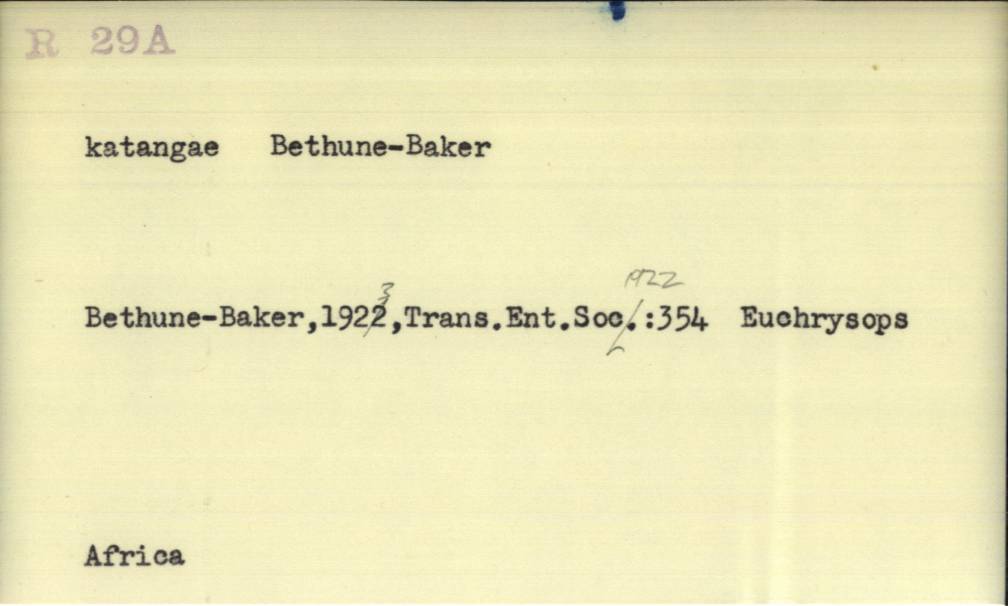 R 29A
katangae Bethune-Baker
1922
3
Bethune-Baker,1922,Trans.Ent.Soc.:354 Euchrysops
L
Africa